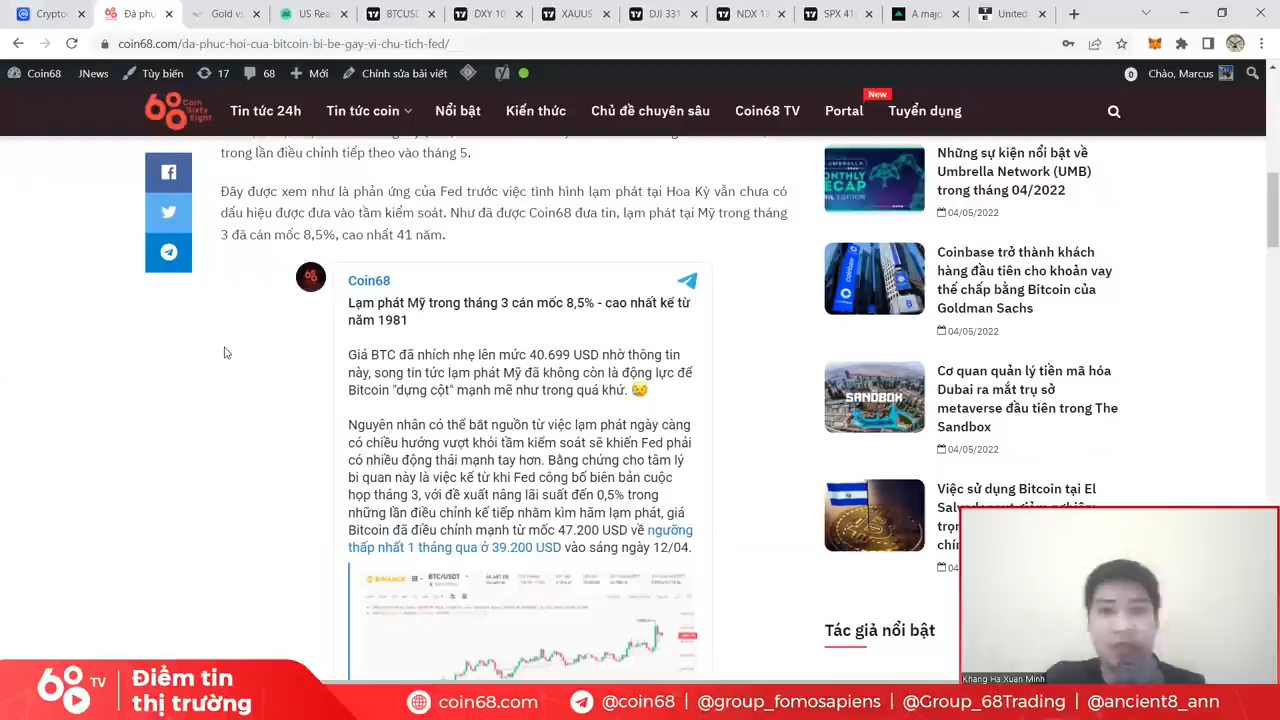 Crypto
Đà phụ
Gold vs
US Rea
BTCUSD
DXY 10
XAUUS
DJI 331
NDX 13
SPX 41
A majo
United
coin68.com/da-phuc-hoi-cua-bitcoin-bi-be-gay-vi-chu-tich-fed/
Coin68
JNews
Tùy biến
17
68
Mới
Chỉnh sửa bài viết
0
Chào, Marcus
68 Coin Sixty Eight
Tin tức 24h
Tin tức coin
Nổi bật
Kiến thức
Chủ đề chuyên sâu
Coin68 TV
Portal
New
Tuyển dụng
trong lần điều chỉnh tiếp theo vào tháng 5.
Đây được xem như là phản ứng của Fed trước việc tình hình lạm phát tại Hoa Kỳ vẫn chưa có
dấu hiệu được đưa vào tầm kiểm soát. Như đã được Coin68 đưa tin, lạm phát tại Mỹ trong tháng
3 đã cán mốc 8,5%, cao nhất 41 năm.
Coin68
Lạm phát Mỹ trong tháng 3 cán mốc 8,5% - cao nhất kể từ
năm 1981
Giá BTC đã nhích nhẹ lên mức 40.699 USD nhờ thông tin
này, song tin tức lạm phát Mỹ đã không còn là động lực để
Bitcoin "dựng cột" mạnh mẽ như trong quá khứ. 😥
Nguyên nhân có thể bắt nguồn từ việc lạm phát ngày càng
có chiều hướng vượt khỏi tầm kiểm soát sẽ khiến Fed phải
có nhiều động thái mạnh tay hơn. Bằng chứng cho tâm lý
bi quan này là việc kể từ khi Fed công bố biên bản cuộc
họp tháng 3, với đề xuất nâng lãi suất đến 0,5% trong
những lần điều chỉnh kế tiếp nhằm kìm hãm lạm phát, giá
Bitcoin đã điều chỉnh mạnh từ mốc 47.200 USD về ngưỡng
thấp nhất 1 tháng qua ở 39.200 USD vào sáng ngày 12/04.
BINANCE
BTC/USDT
UMBRELLA
MONTHLY
RECAP
Những sự kiện nổi bật về
Umbrella Network (UMB)
trong tháng 04/2022
04/05/2022
coinbase
Coinbase trở thành khách
hàng đầu tiên cho khoản vay
thế chấp bằng Bitcoin của
Goldman Sachs
04/05/2022
SANDBOX
Cơ quan quản lý tiền mã hóa
Dubai ra mắt trụ sở
metaverse đầu tiên trong The
Sandbox
04/05/2022
Việc sử dụng Bitcoin tại El
Tác giả nổi bật
Khang Ha Xuan Minh
68 TV
Điểm tin
thị trường
coin68.com
@coin68 | @group_fomosapiens | @Group_68Trading | @ancient8_ann